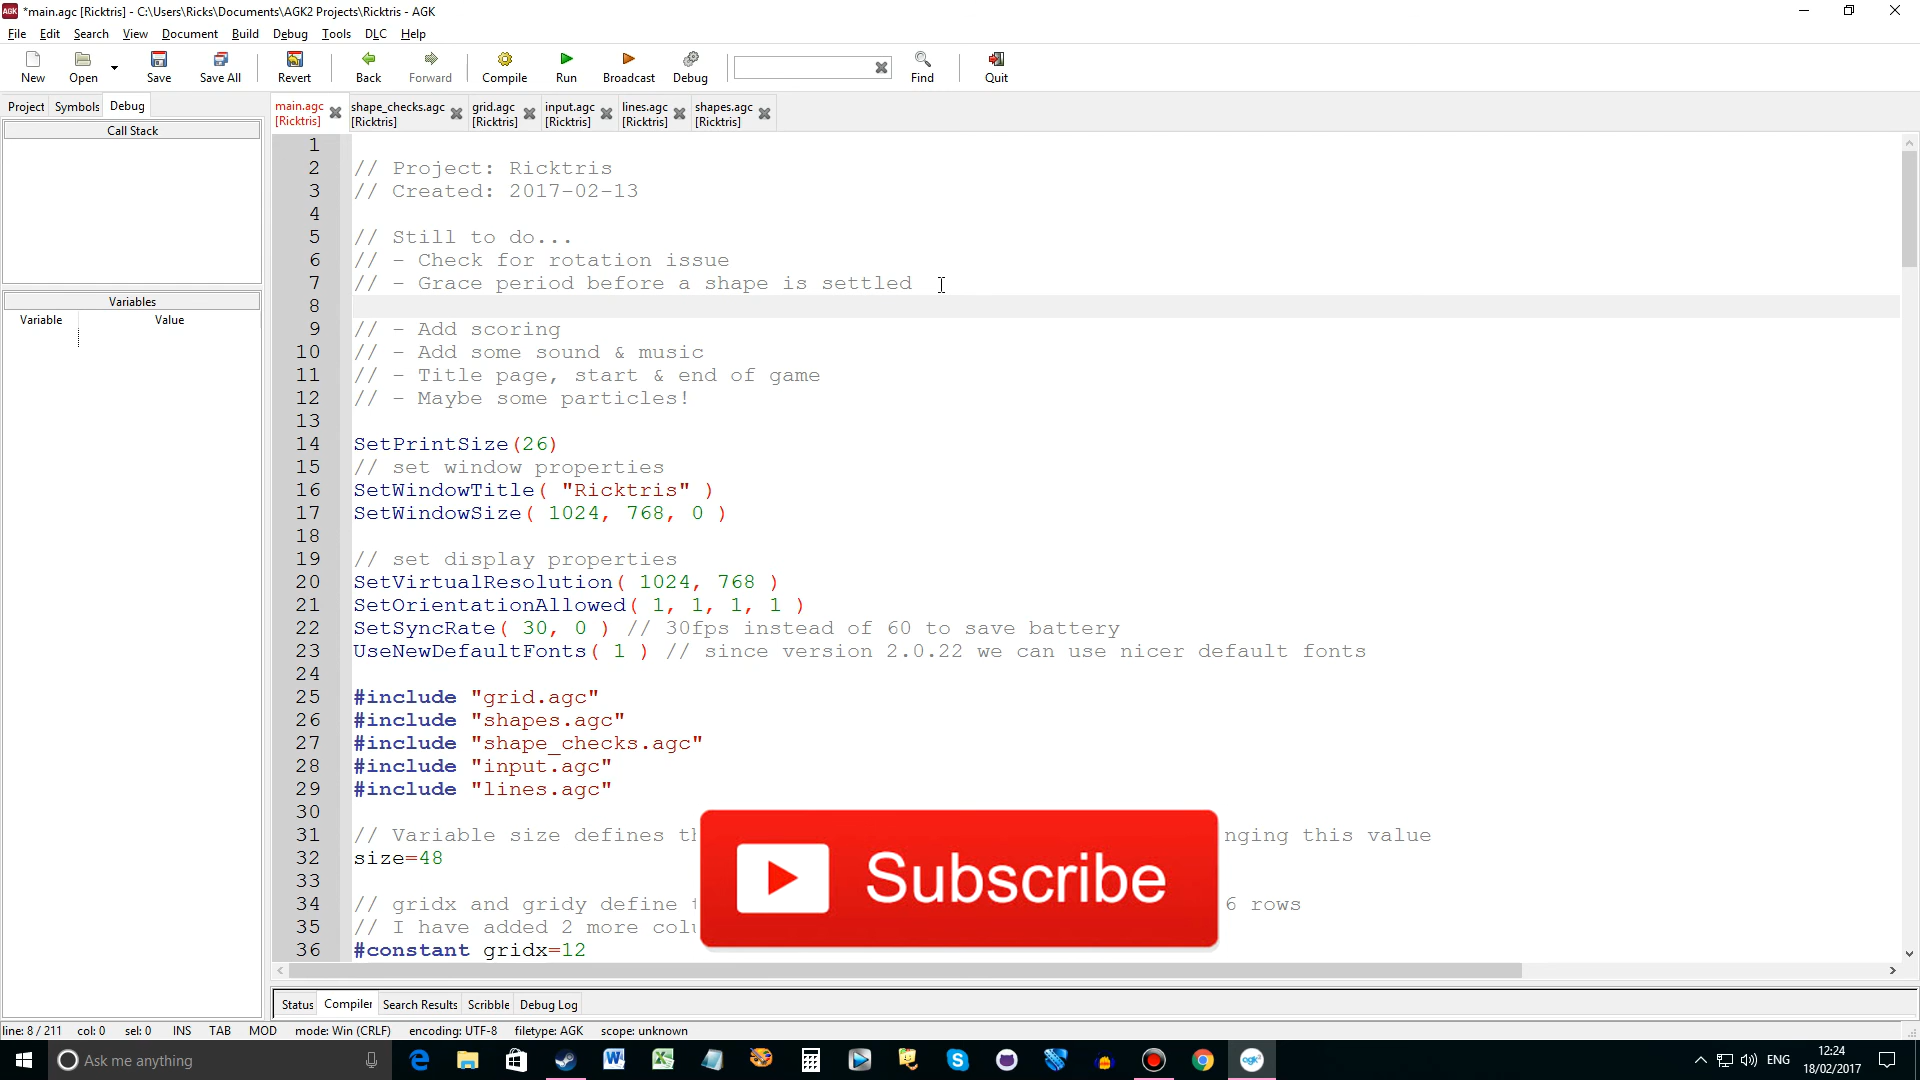 *main.agc [Ricktris] - C:\Users\Ricks\Documents\AGK2 Projects\Ricktris - AGK
File Edit Search View Document Build Debug Tools DLC Help
New Open Save Save All Revert Back Forward Compile Run Broadcast Debug Find Quit
Project Symbols Debug
main.agc [Ricktris]
shape_checks.agc [Ricktris]
grid.agc [Ricktris]
input.agc [Ricktris]
lines.agc [Ricktris]
shapes.agc [Ricktris]
Call Stack
Variables
Variable Value
1
2 // Project: Ricktris
3 // Created: 2017-02-13
4
5 // Still to do...
6 // - Check for rotation issue
7 // - Grace period before a shape is settled
8
9 // - Add scoring
10 // - Add some sound & music
11 // - Title page, start & end of game
12 // - Maybe some particles!
13
14 SetPrintSize(26)
15 // set window properties
16 SetWindowTitle( "Ricktris" )
17 SetWindowSize( 1024, 768, 0 )
18
19 // set display properties
20 SetVirtualResolution( 1024, 768 )
21 SetOrientationAllowed( 1, 1, 1, 1 )
22 SetSyncRate( 30, 0 ) // 30fps instead of 60 to save battery
23 UseNewDefaultFonts( 1 ) // since version 2.0.22 we can use nicer default fonts
24
25 #include "grid.agc"
26 #include "shapes.agc"
27 #include "shape_checks.agc"
28 #include "input.agc"
29 #include "lines.agc"
30
31 // Variable size defines nging this value
32 size=48
33
34 // gridx and gridy define 6 rows
35 // I have added 2 more
36 #constant gridx=12
Subscribe
Status Compiler Search Results Scribble Debug Log
line: 8 / 211 col: 0 sel: 0 INS TAB MOD mode: Win (CRLF) encoding: UTF-8 filetype: AGK scope: unknown
Ask me anything
ENG
12:24
18/02/2017